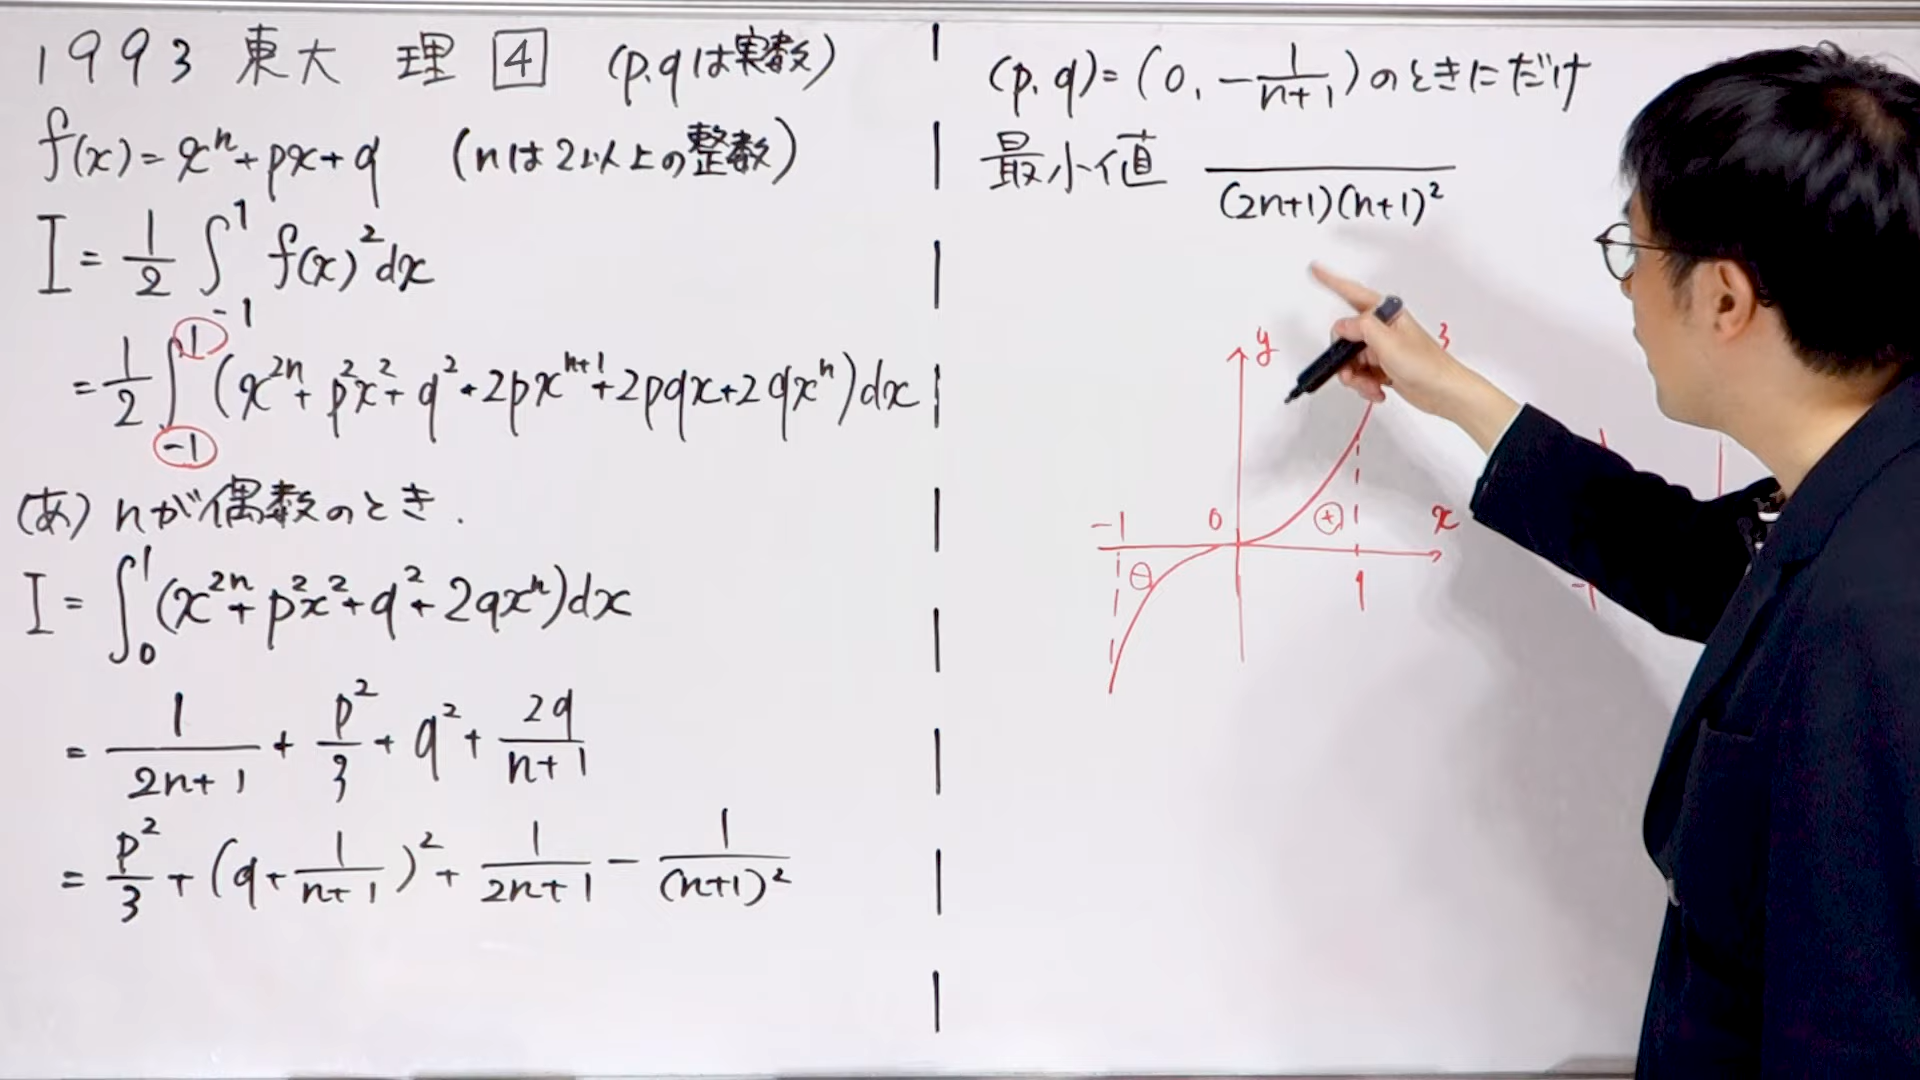 1993 東大 理 4 (p,qは実数)
f(x)=x^n+px+q (nは2以上の整数)
I=1/2∫_{-1}^{1} f(x)^2dx
=1/2∫_{-1}^{1}(x^{2n}+p^2x^2+q^2+2px^{n+1}+2pqx+2qx^n)dx
(あ) nが偶数のとき.
I=∫_0^1(x^{2n}+p^2x^2+q^2+2qx^n)dx
=1/(2n+1)+p^2/3+q^2+2q/(n+1)
=p^2/3+(q+1/(n+1))^2+1/(2n+1)-1/(n+1)^2
(p,q)=(0,-1/(n+1))のときにだけ
最小値 /(2n+1)(n+1)^2
y
3
-1 0 + 1 x
-
1
-1